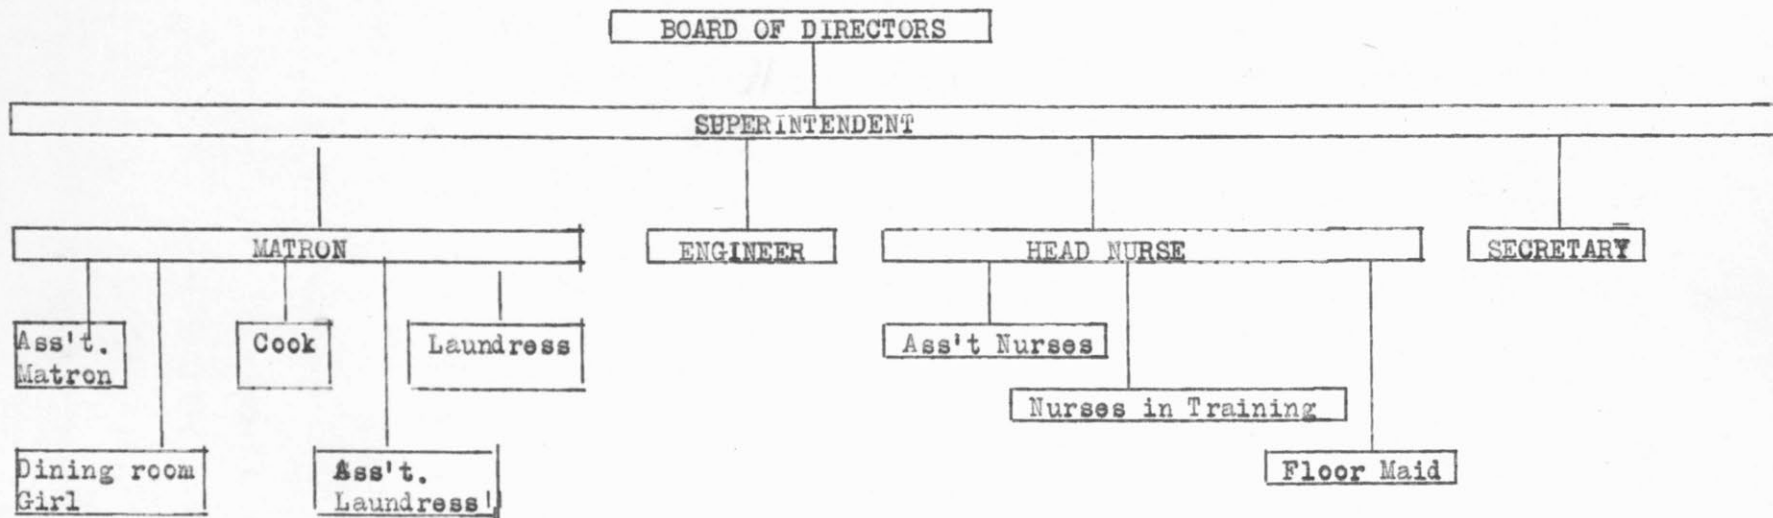 BOARD OF DIRECTORS
SUPERINTENDENT
MATRON
ENGINEER
HEAD NURSE
SECRETARY
Ass't.
Matron
Cook
Laundress
Ass't Nurses
Nurses in Training
Dining room
Girl
Ass't.
Laundress
Floor Maid